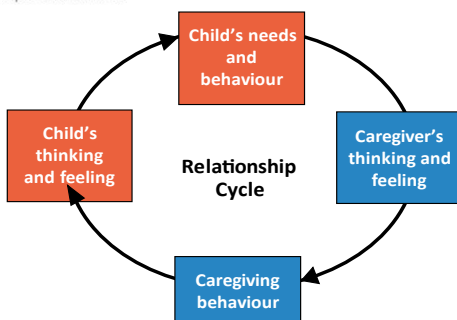 Child's needs
and
behaviour
Caregiver's
thinking and
feeling
Caregiving
behaviour
Child's
thinking
and feeling
Relationship
Cycle